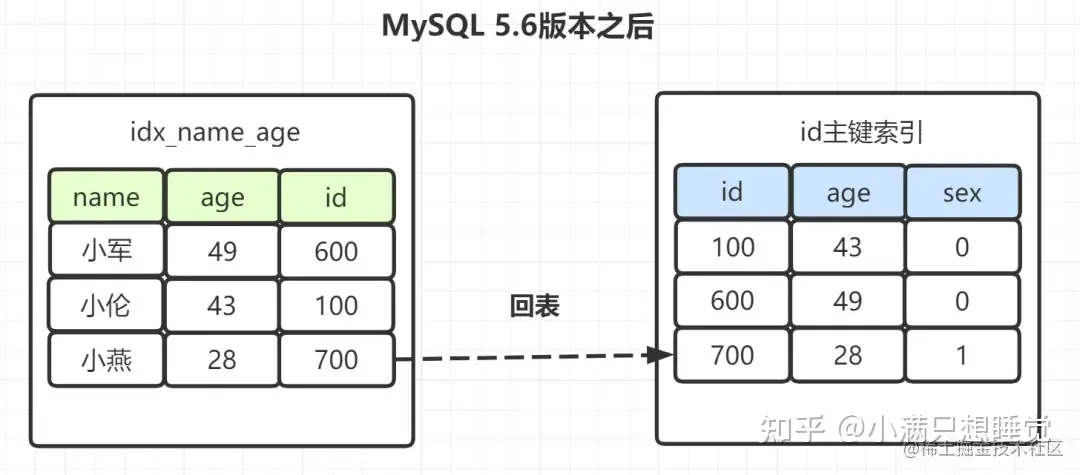 MySQL 5.6版本之后
idx_name_age
name age id
小军 49 600
小伦 43 100
小燕 28 700
回表
id主键索引
id age sex
100 43 0
600 49 0
700 28 1
知乎 @小满只想睡觉
@稀土掘金技术社区